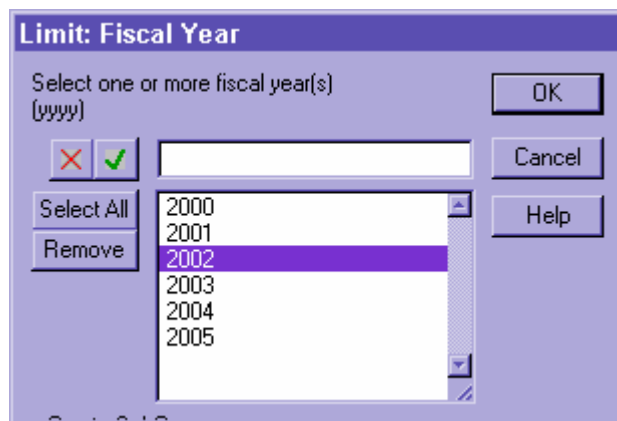 Limit: Fiscal Year
Select one or more fiscal year(s)
(yyyy)
OK
Cancel
Select All
Remove
Help
2000
2001
2002
2003
2004
2005